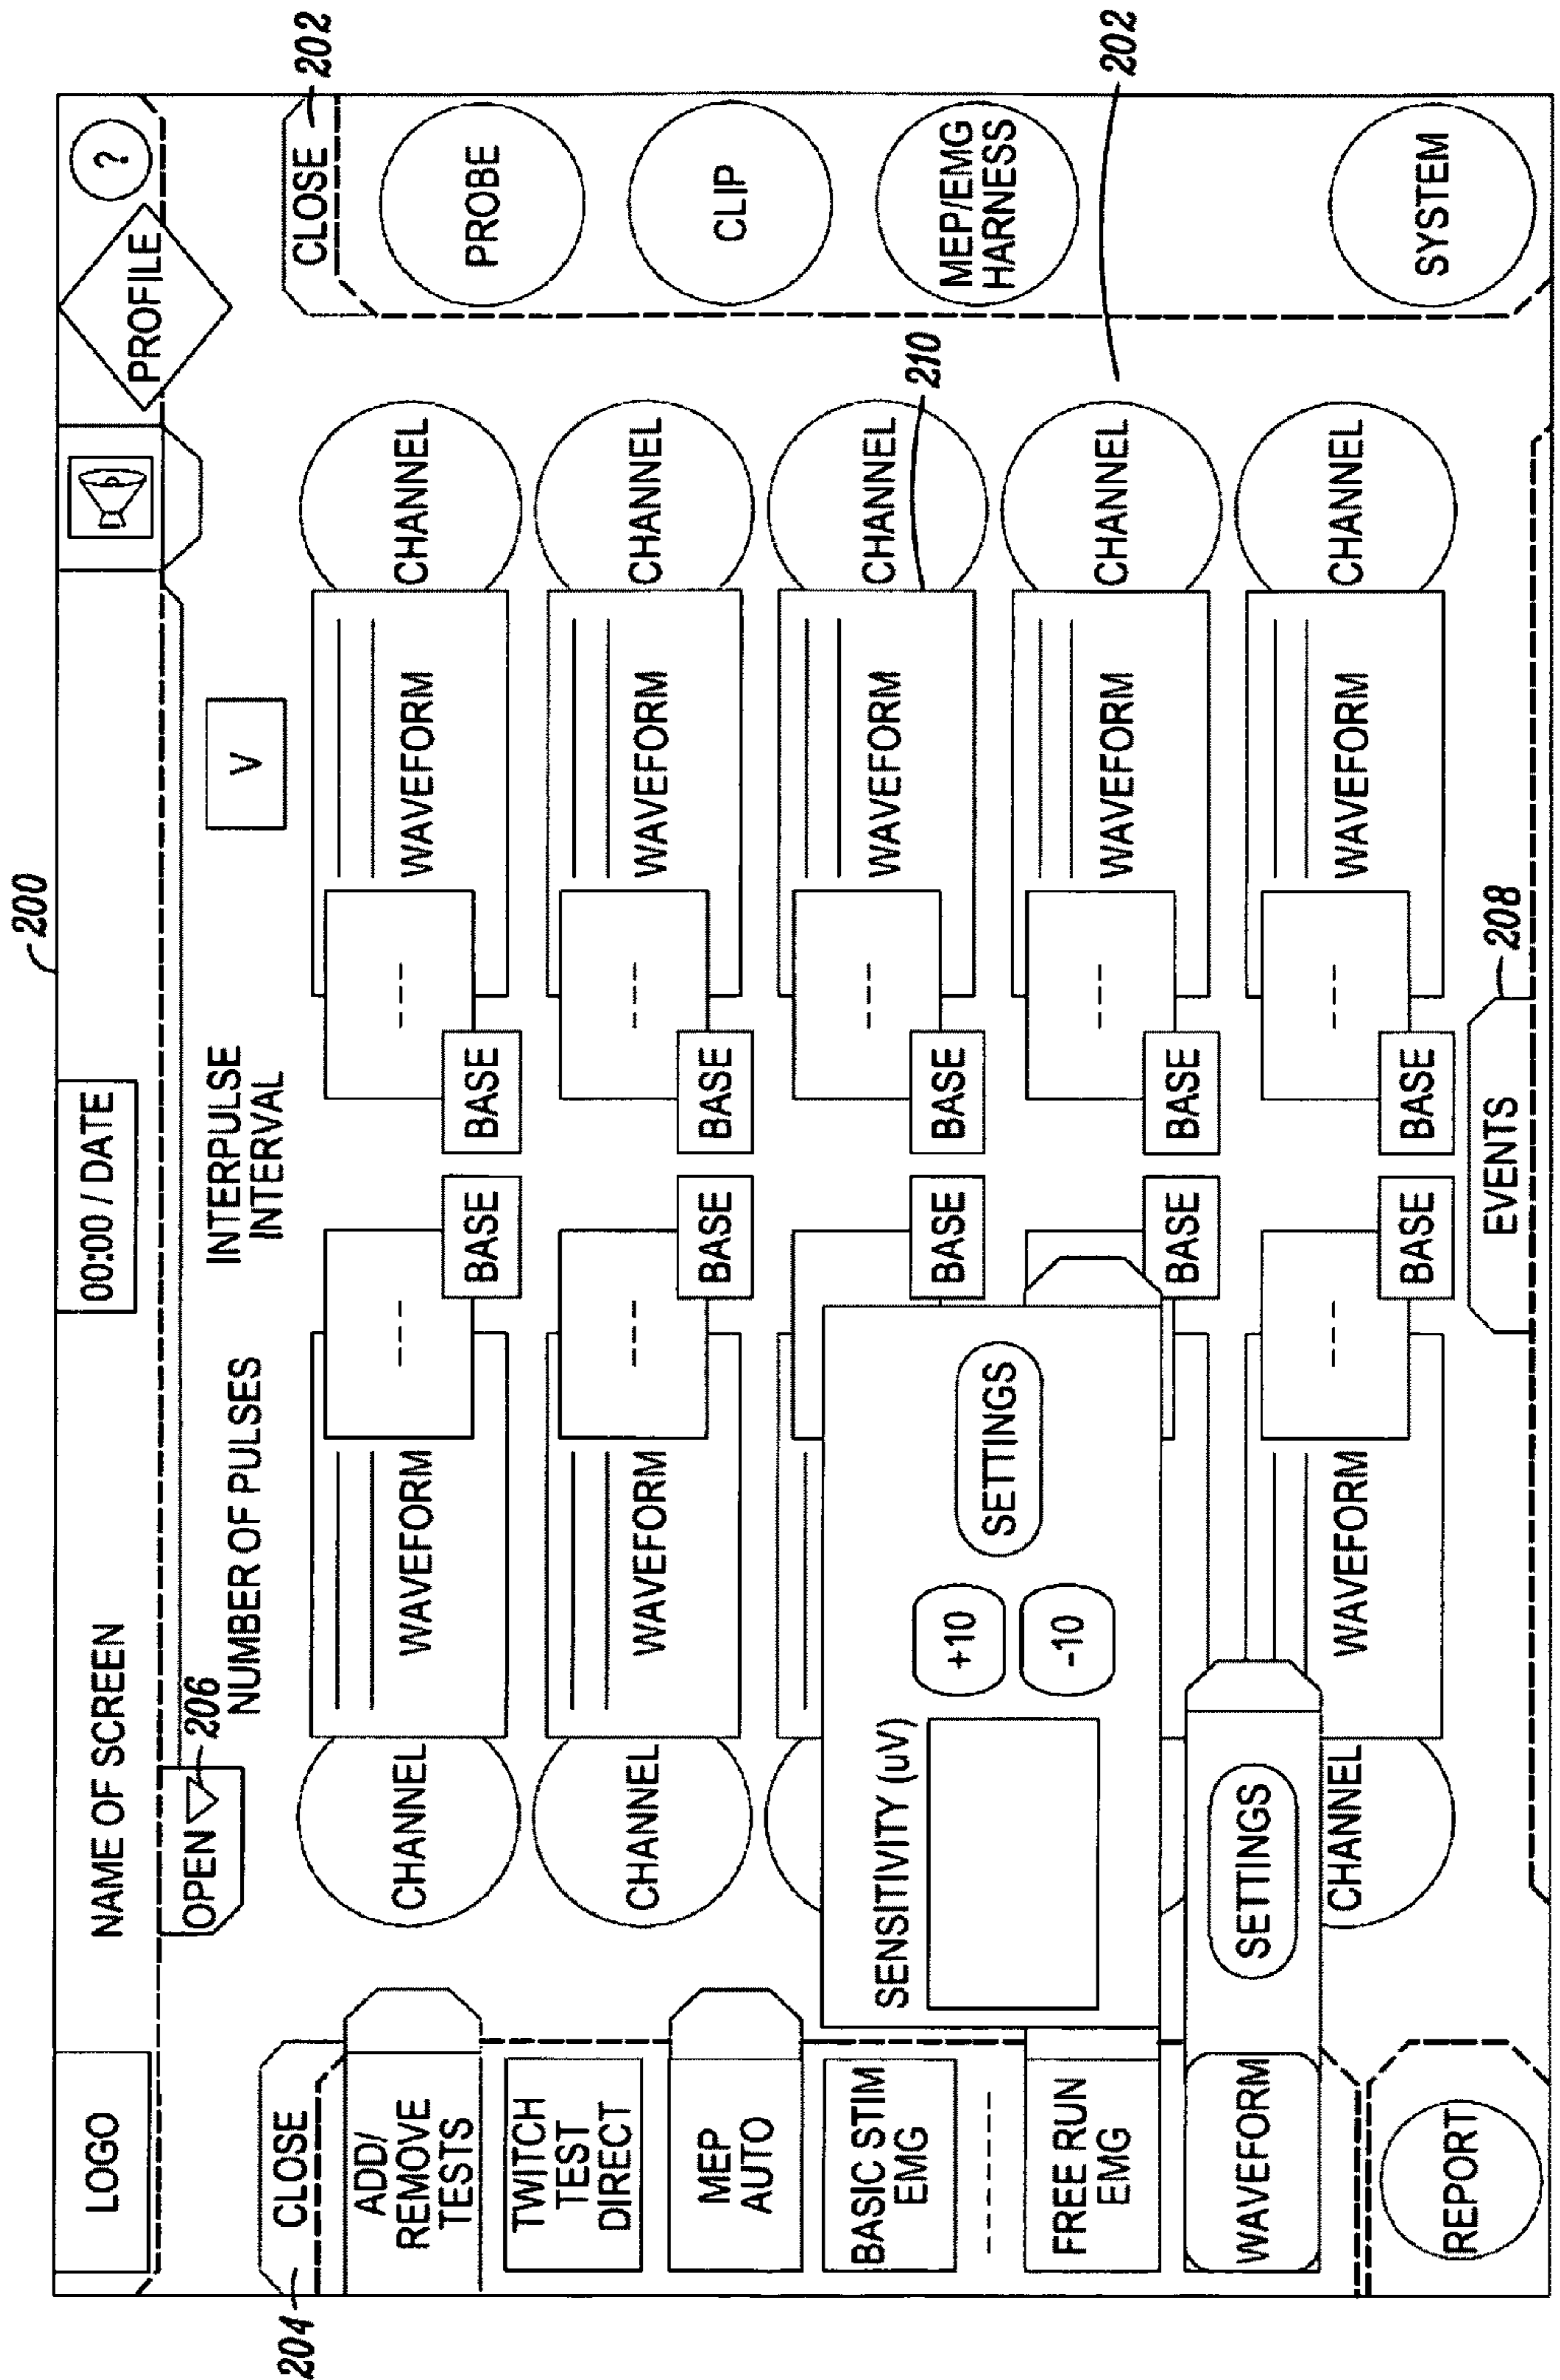 200
LOGO
NAME OF SCREEN
00:00 / DATE
PROFILE
?
204
CLOSE
OPEN
206
NUMBER OF PULSES
INTERPULSE
INTERVAL
V
CLOSE
202
ADD/
REMOVE
TESTS
TWITCH
TEST
DIRECT
MEP
AUTO
BASIC STIM
EMG
FREE RUN
EMG
WAVEFORM
REPORT
CHANNEL
WAVEFORM
---
BASE
BASE
---
WAVEFORM
CHANNEL
CHANNEL
WAVEFORM
---
BASE
BASE
---
WAVEFORM
CHANNEL
BASE
BASE
---
WAVEFORM
CHANNEL
210
SENSITIVITY (uV)
+10
-10
SETTINGS
BASE
BASE
---
WAVEFORM
CHANNEL
202
SETTINGS
CHANNEL
WAVEFORM
---
BASE
BASE
---
WAVEFORM
CHANNEL
EVENTS
208
PROBE
CLIP
MEP/EMG
HARNESS
SYSTEM